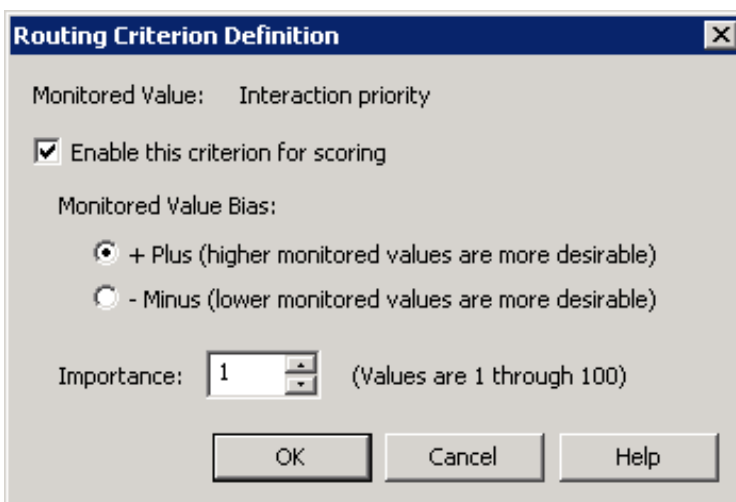 Routing Criterion Definition
Monitored Value: Interaction priority
Enable this criterion for scoring
Monitored Value Bias:
+ Plus (higher monitored values are more desirable)
- Minus (lower monitored values are more desirable)
Importance: 1 (Values are 1 through 100)
OK Cancel Help